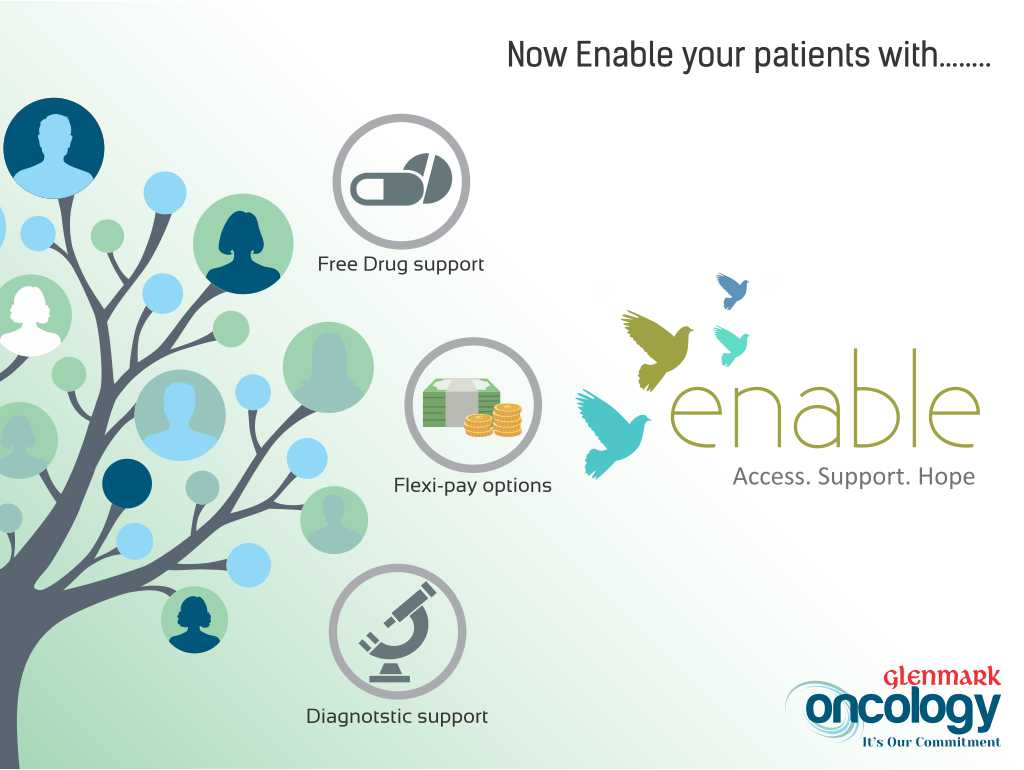 Now Enable your patients with........
Free Drug support
Flexi-pay options
enable
Access. Support. Hope
Diagnotstic support
Glenmark
oncology
It's Our Commitment